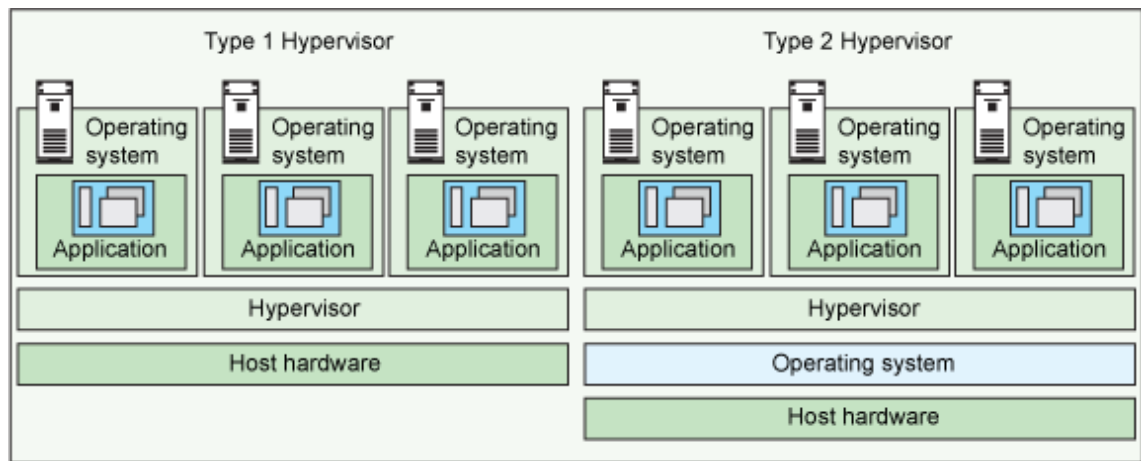 Type 1 Hypervisor
Operating
system
Application
Operating
system
Application
Operating
system
Application
Hypervisor
Host hardware
Type 2 Hypervisor
Operating
system
Application
Operating
system
Application
Operating
system
Application
Hypervisor
Operating system
Host hardware